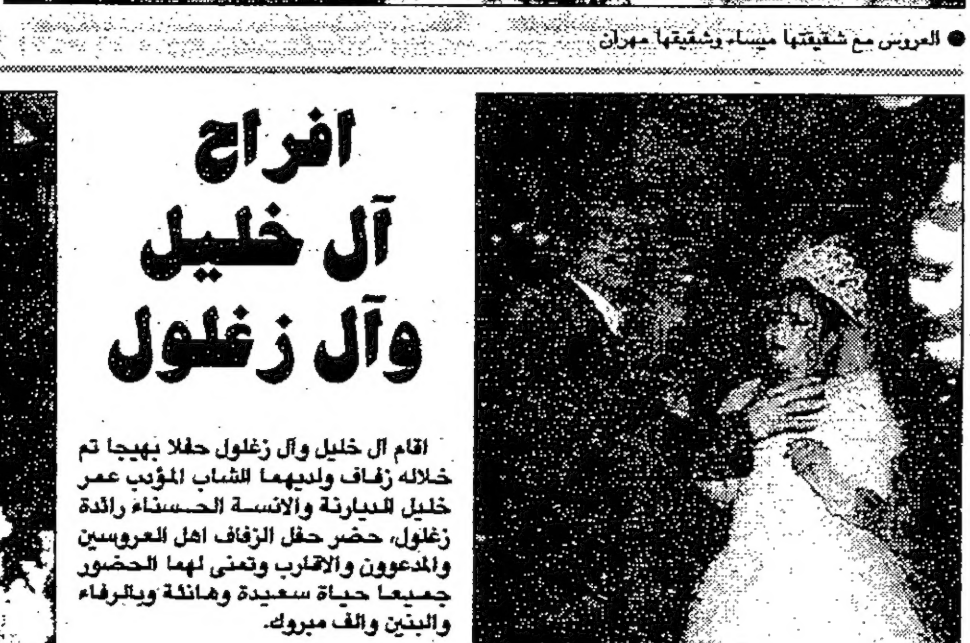 ● العروس مع شقيقتها ميساء وشقيقها مهران
افراح
آل خليل
وآل زغلول
اقام آل خليل وآل زغلول حفلا بهيجا تم
خلاله زفاف ولديهما الشاب المؤدب عمر
خليل الديارنة والانسة الحسناء رائدة
زغلول، حضر حفل الزفاف اهل العروسين
والمدعوون والاقارب وتمنى لهما الحضور
جميعا حياة سعيدة وهانئة وبالرفاء
والبنين والف مبروك.